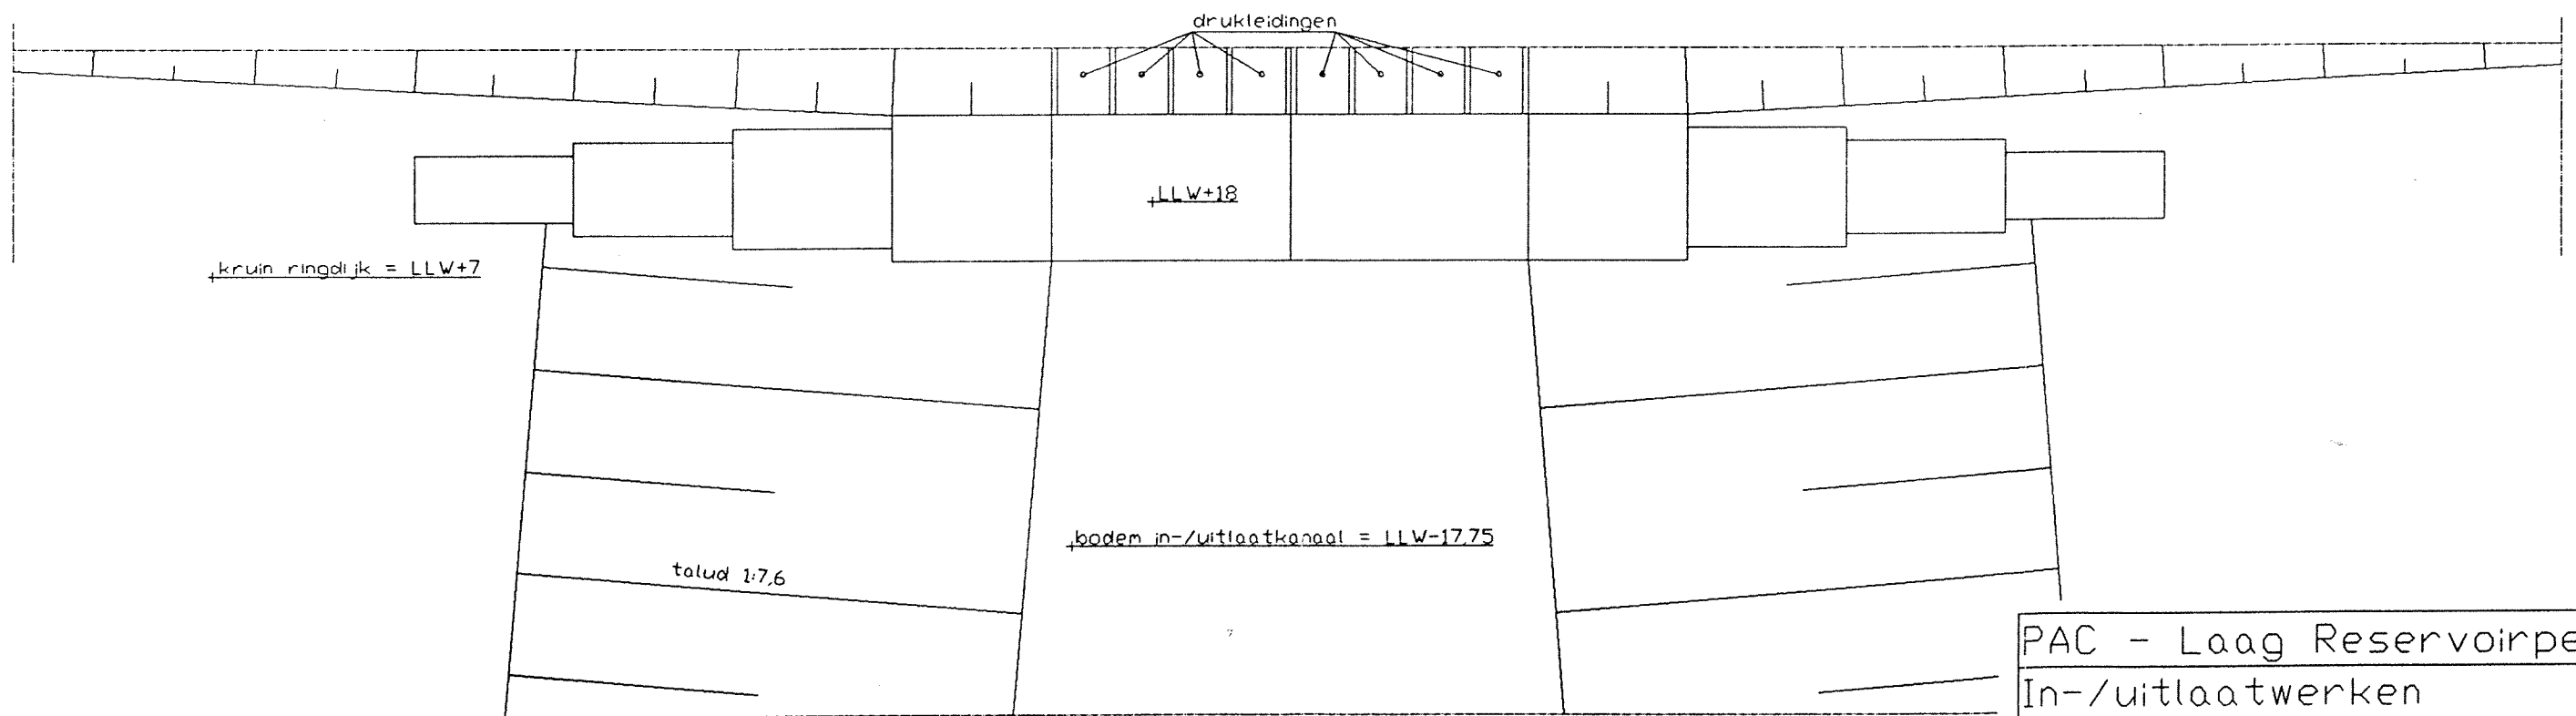 drukleidingen
LLW+18
kruin ringdijk = LLW+7
bodem in-/uitlaatkanaal = LLW-17,75
talud 1:7,6
PAC - Laag Reservoirpe
In-/uitlaatwerken